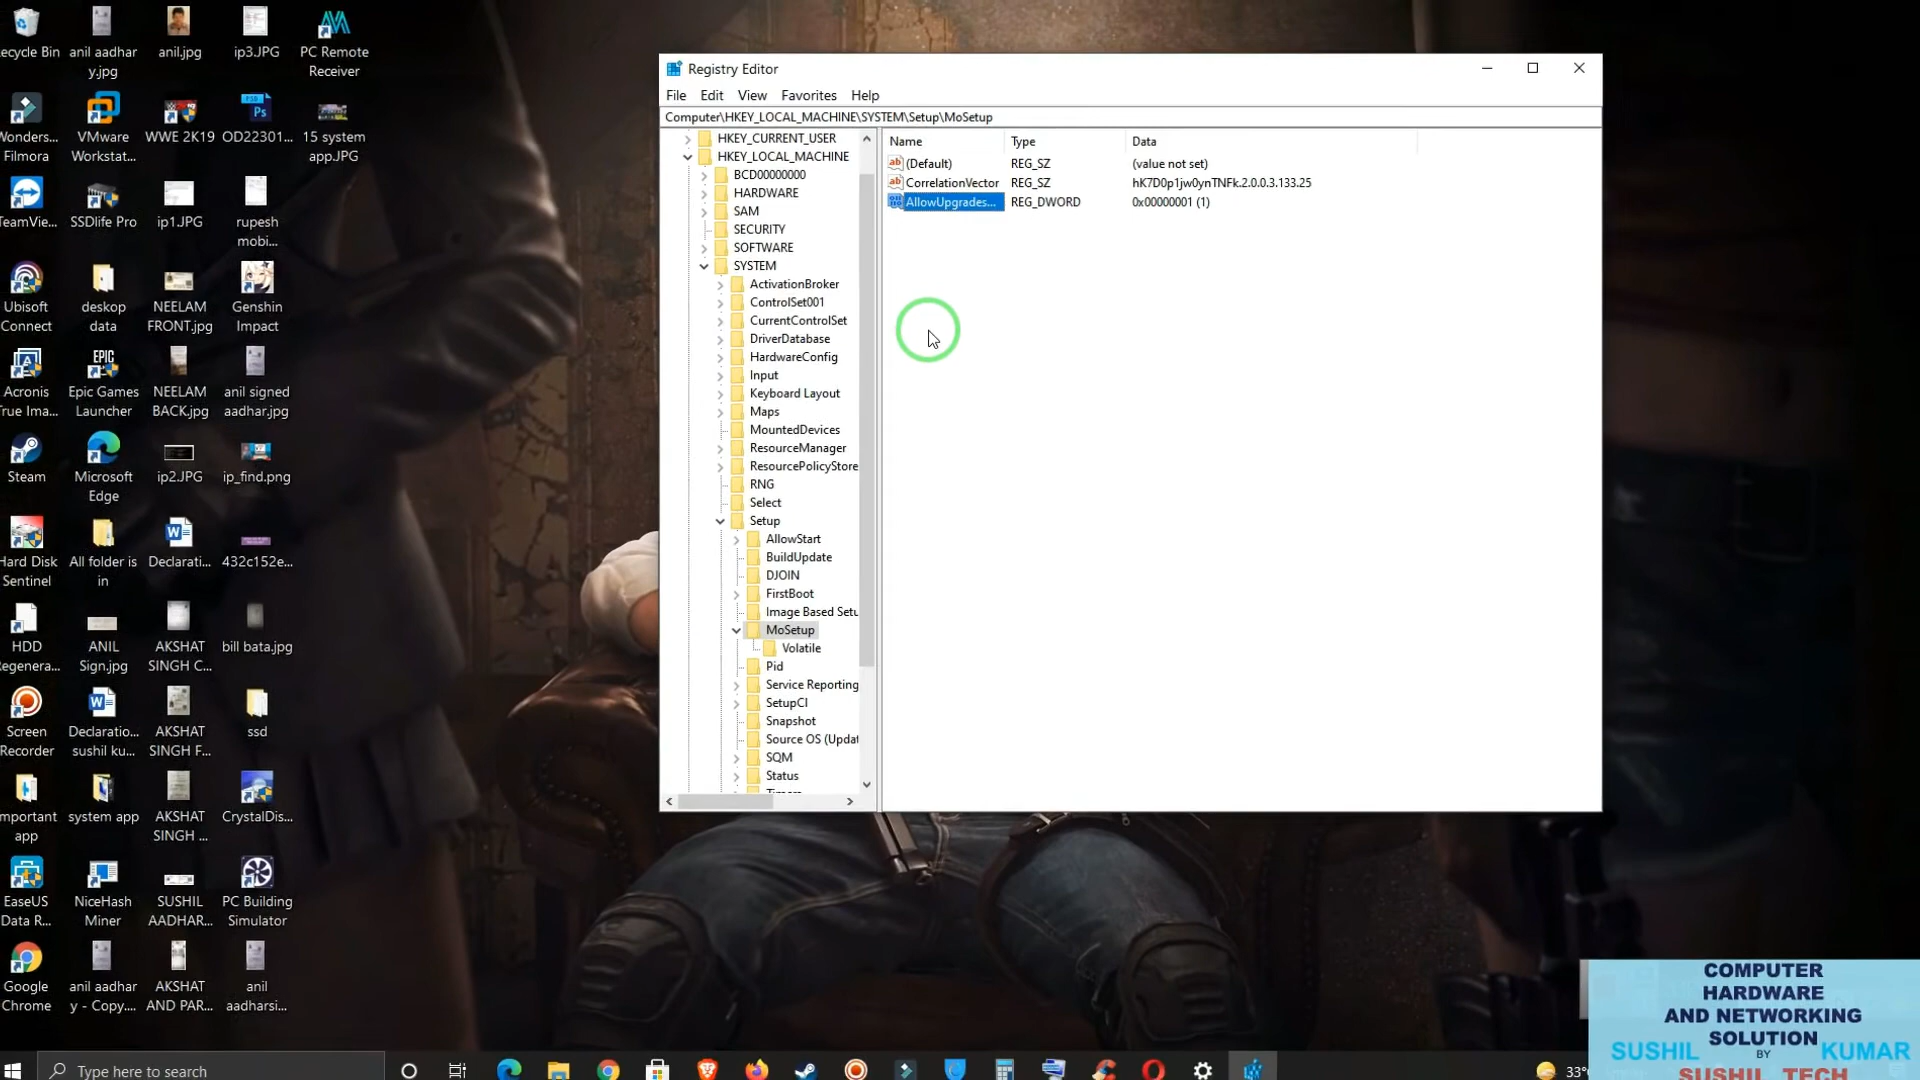 Recycle Bin
anil aadhar
y.jpg
anil.jpg
ip3.JPG
PC Remote
Receiver
Wonders...
Filmora
VMware
Workstat...
WWE 2K19
OD22301...
15 system
app.JPG
TeamVie...
SSDlife Pro
ip1.JPG
rupesh
mobi...
Ubisoft
Connect
deskop
data
NEELAM
FRONT.jpg
Genshin
Impact
Acronis
True Ima...
Epic Games
Launcher
NEELAM
BACK.jpg
anil signed
aadhar.jpg
Steam
Microsoft
Edge
ip2.JPG
ip_find.png
Hard Disk
Sentinel
All folder is
in
Declarati...
432c152e...
HDD
Regenera...
ANIL
Sign.jpg
AKSHAT
SINGH C...
bill bata.jpg
Screen
Recorder
Declaratio...
sushil ku...
AKSHAT
SINGH F...
ssd
important
app
system app
AKSHAT
SINGH ...
CrystalDis...
EaseUS
Data R...
NiceHash
Miner
SUSHIL
AADHAR...
PC Building
Simulator
Google
Chrome
anil aadhar
y - Copy....
AKSHAT
AND PAR...
anil
aadharsi...
Registry Editor
File Edit View Favorites Help
Computer\HKEY_LOCAL_MACHINE\SYSTEM\Setup\MoSetup
HKEY_CURRENT_USER
HKEY_LOCAL_MACHINE
BCD00000000
HARDWARE
SAM
SECURITY
SOFTWARE
SYSTEM
ActivationBroker
ControlSet001
CurrentControlSet
DriverDatabase
HardwareConfig
Input
Keyboard Layout
Maps
MountedDevices
ResourceManager
ResourcePolicyStore
RNG
Select
Setup
AllowStart
BuildUpdate
DJOIN
FirstBoot
Image Based Setu
MoSetup
Volatile
Pid
Service Reporting
SetupCl
Snapshot
Source OS (Updat
SQM
Status
Timers
Name Type Data
(Default) REG_SZ (value not set)
CorrelationVector REG_SZ hK7D0p1jw0ynTNFk.2.0.0.3.133.25
AllowUpgrades... REG_DWORD 0x00000001 (1)
COMPUTER
HARDWARE
AND NETWORKING
SOLUTION
BY
SUSHIL KUMAR
SUSHIL TECH
Type here to search
33°